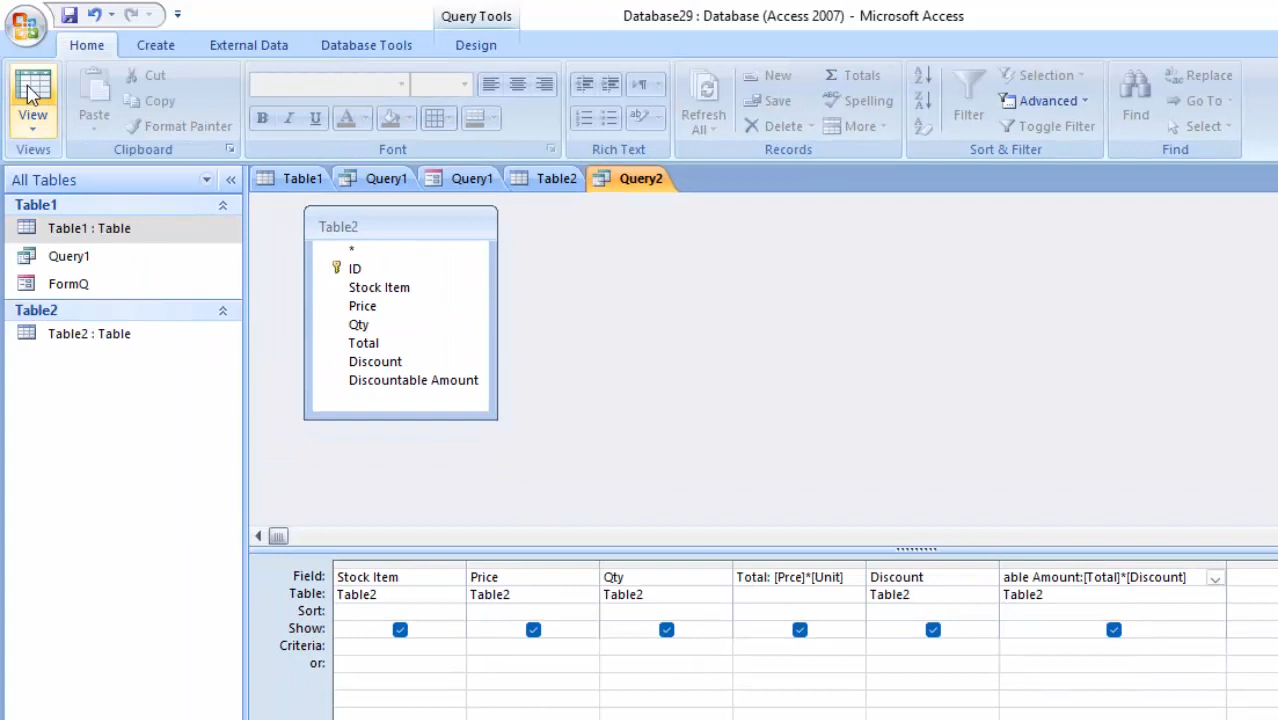 Query Tools
Database29 : Database (Access 2007) - Microsoft Access
Home
Create
External Data
Database Tools
Design
View
Views
Paste
Cut
Copy
Format Painter
Clipboard
B I U A
Font
Rich Text
Refresh
All
New
Save
Delete
Σ Totals
Spelling
More
Records
Filter
Selection
Advanced
Toggle Filter
Sort & Filter
Find
Replace
Go To
Select
Find
All Tables
Table1
Table1 : Table
Query1
FormQ
Table2
Table2 : Table
Table1
Query1
Query1
Table2
Query2
Table2
*
ID
Stock Item
Price
Qty
Total
Discount
Discountable Amount
Field: Stock Item Price Qty Total: [Prce]*[Unit] Discount able Amount:[Total]*[Discount]
Table: Table2 Table2 Table2 Table2 Table2
Sort:
Show:
Criteria:
or: